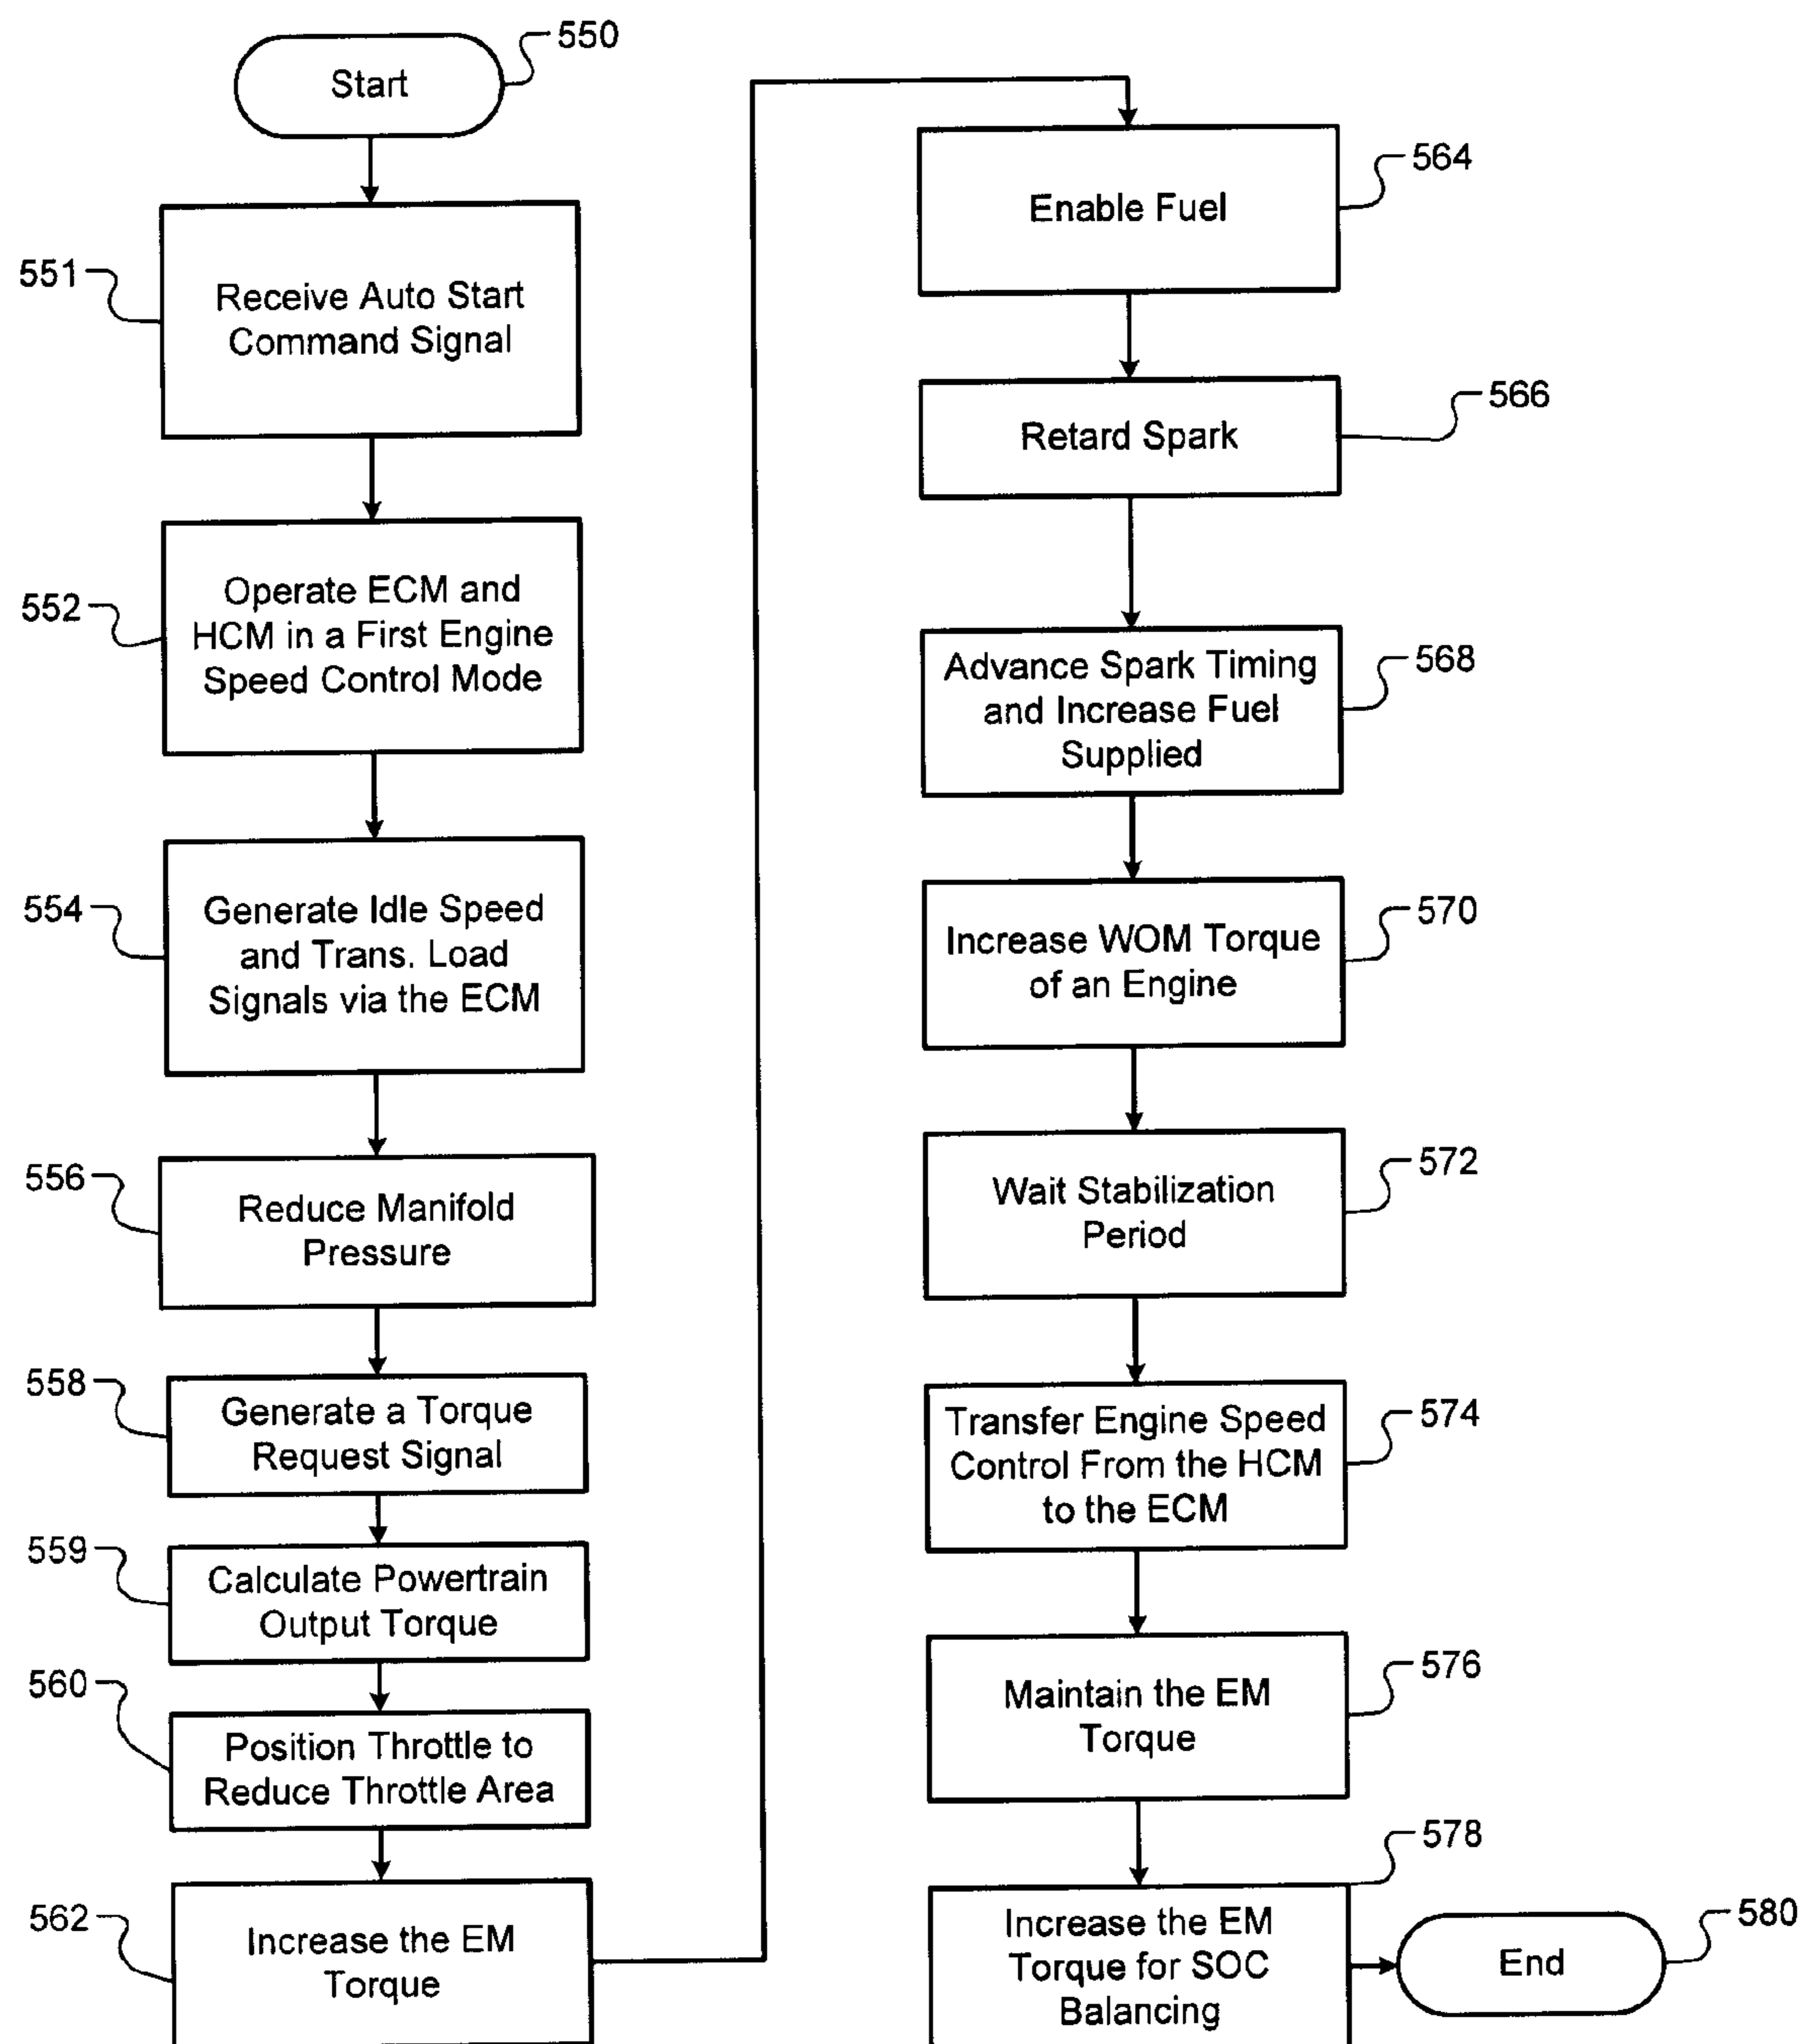 550
Start
551
Receive Auto Start
Command Signal
552
Operate ECM and
HCM in a First Engine
Speed Control Mode
554
Generate Idle Speed
and Trans. Load
Signals via the ECM
556
Reduce Manifold
Pressure
558
Generate a Torque
Request Signal
559
Calculate Powertrain
Output Torque
560
Position Throttle to
Reduce Throttle Area
562
Increase the EM
Torque
564
Enable Fuel
566
Retard Spark
568
Advance Spark Timing
and Increase Fuel
Supplied
570
Increase WOM Torque
of an Engine
572
Wait Stabilization
Period
574
Transfer Engine Speed
Control From the HCM
to the ECM
576
Maintain the EM
Torque
578
Increase the EM
Torque for SOC
Balancing
580
End